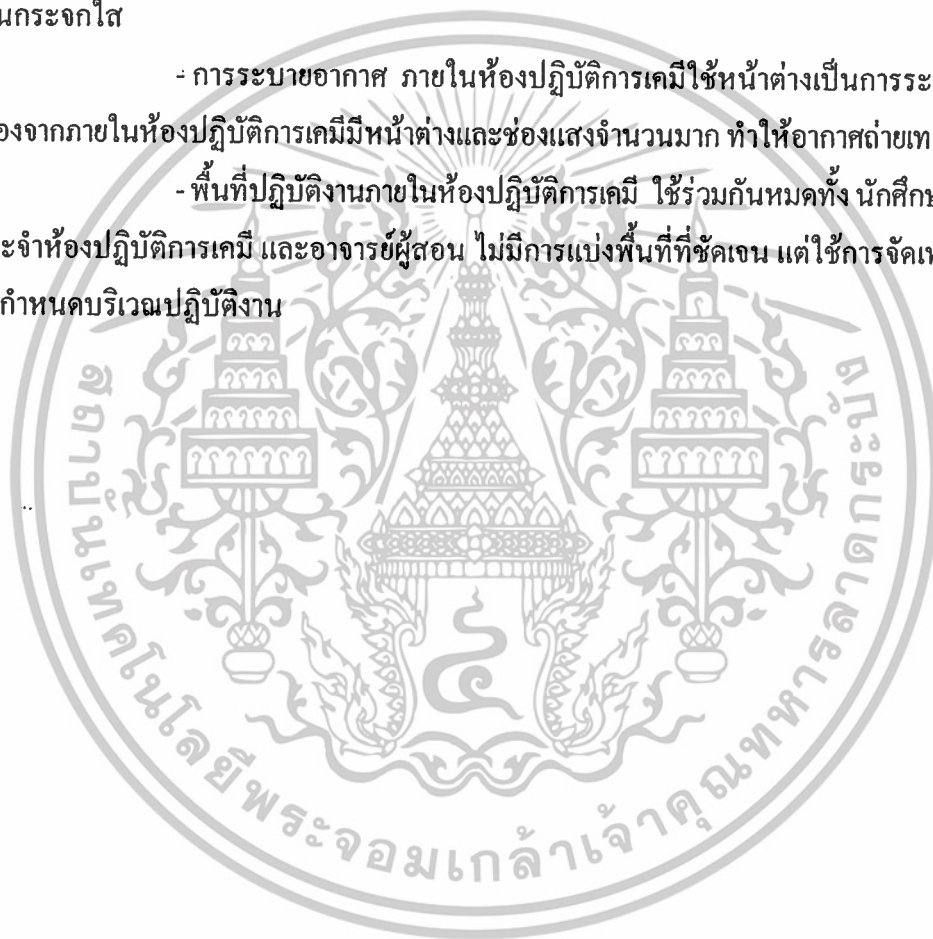 นกระจกใส
- การระบายอากาศ ภายในห้องปฏิบัติการเคมีใช้หน้าต่างเป็นการระ
องจากภายในห้องปฏิบัติการเคมีมีหน้าต่างและช่องแสงจำนวนมาก ทำให้อากาศถ่ายเท
- พื้นที่ปฏิบัติงานภายในห้องปฏิบัติการเคมี ใช้ร่วมกันหมดทั้ง นักศึกษ
ะจำห้องปฏิบัติการเคมี และอาจารย์ผู้สอน ไม่มีการแบ่งพื้นที่ที่ชัดเจน แต่ใช้การจัดเฟ
กำหนดบริเวณปฏิบัติงาน
สถาบันเทคโนโลยีพระจอมเกล้าเจ้าคุณทหารลาดกระบัง
๔